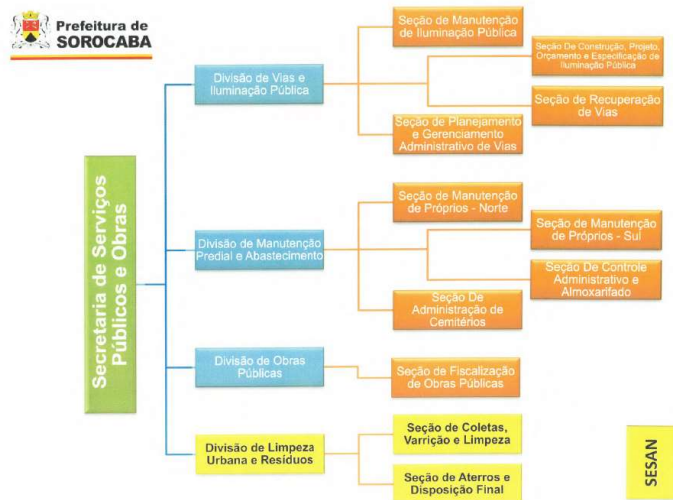 Prefeitura de
SOROCABA
Secretaria de Serviços
Públicos e Obras
Divisão de Vias e
Iluminação Pública
Seção de Manutenção
de Iluminação Pública
Seção De Construção, Projeto,
Orçamento e Especificação de
Iluminação Pública
Seção de Recuperação
de Vias
Seção de Planejamento
e Gerenciamento
Administrativo de Vias
Divisão de Manutenção
Predial e Abastecimento
Seção de Manutenção
de Próprios - Norte
Seção de Manutenção
de Próprios - Sul
Seção De Controle
Administrativo e
Almoxarifado
Seção De
Administração de
Cemitérios
Divisão de Obras
Públicas
Seção de Fiscalização
de Obras Públicas
Divisão de Limpeza
Urbana e Resíduos
Seção de Coletas,
Varrição e Limpeza
Seção de Aterros e
Disposição Final
SESAN